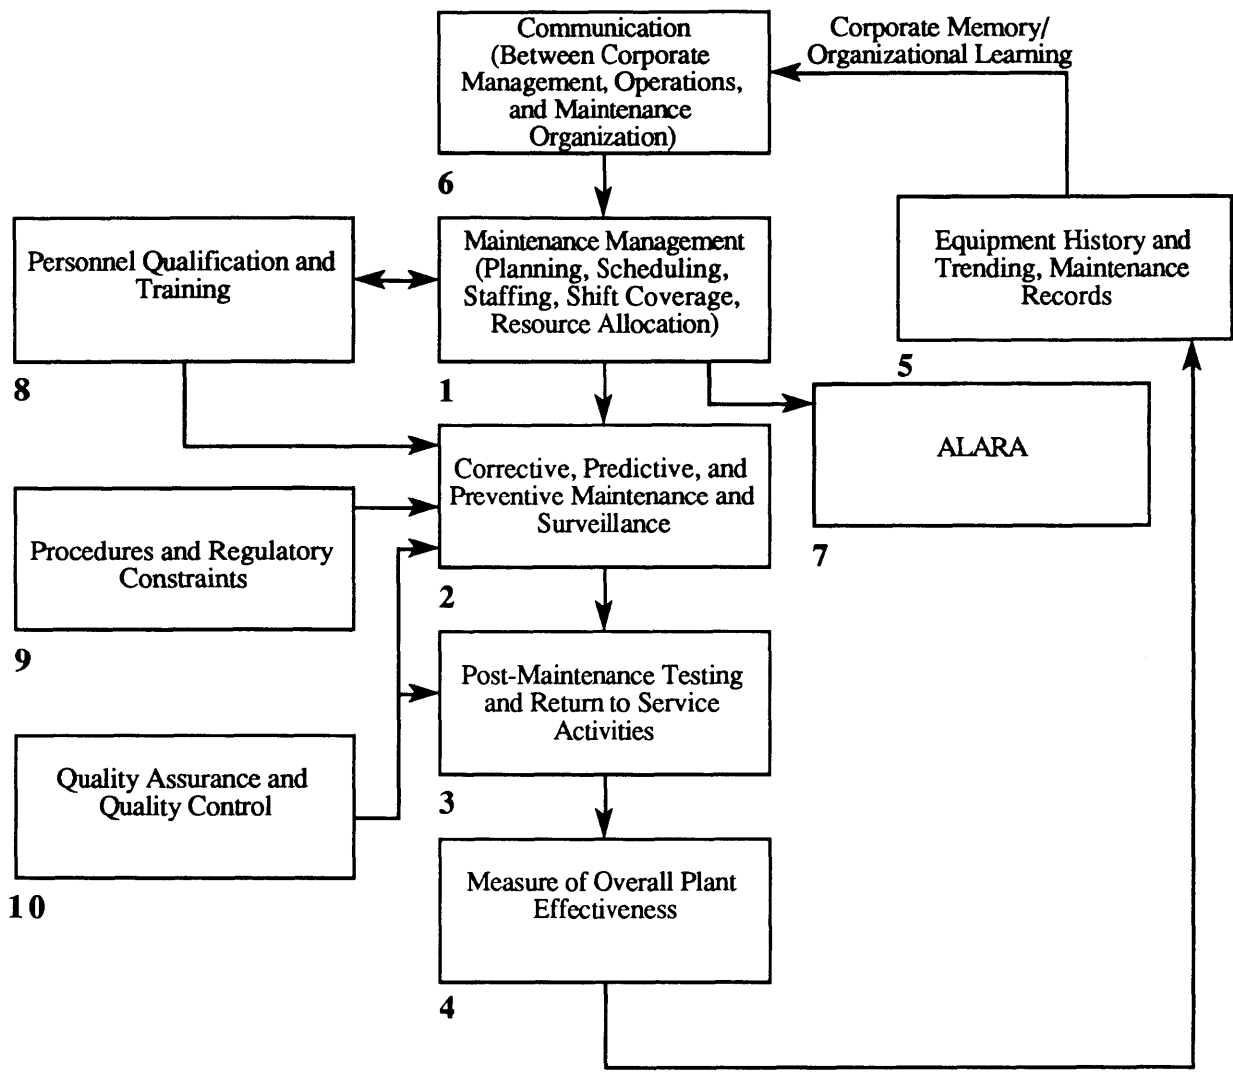 Communication
(Between Corporate
Management, Operations,
and Maintenance
Organization)
6
Corporate Memory/
Organizational Learning
Personnel Qualification and
Training
8
Maintenance Management
(Planning, Scheduling,
Staffing, Shift Coverage,
Resource Allocation)
1
Equipment History and
Trending, Maintenance
Records
5
ALARA
7
Corrective, Predictive, and
Preventive Maintenance and
Surveillance
2
Procedures and Regulatory
Constraints
9
Post-Maintenance Testing
and Return to Service
Activities
3
Quality Assurance and
Quality Control
10
Measure of Overall Plant
Effectiveness
4